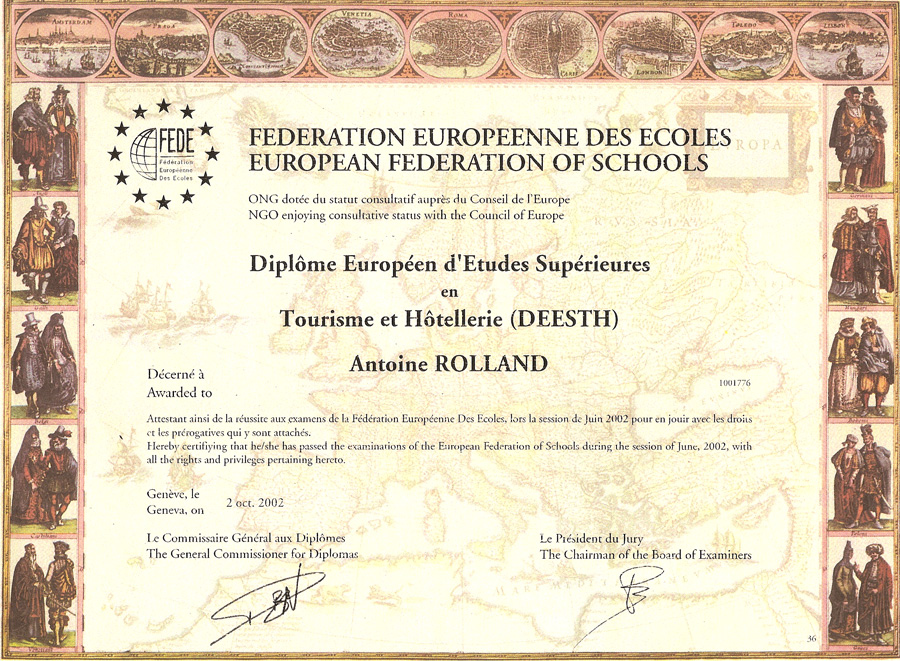 AMSTERDAM
VENETIA
ROMA
PARIS
LONDON
TOLEDO
LISBONA
FEDE
Fédération
Européenne
Des Ecoles
FEDERATION EUROPEENNE DES ECOLES
EUROPEAN FEDERATION OF SCHOOLS
ROPA
ONG dotée du statut consultatif auprès du Conseil de l'Europe
NGO enjoying consultative status with the Council of Europe
Diplôme Européen d'Etudes Supérieures
en
Tourisme et Hôtellerie (DEESTH)
Antoine ROLLAND
Décerné à
Awarded to
1001776
Attestant ainsi de la réussite aux examens de la Fédération Européenne Des Ecoles, lors la session de Juin 2002 pour en jouir avec les droits
et les prérogatives qui y sont attachés.
Hereby certifiying that he/she has passed the examinations of the European Federation of Schools during the session of June, 2002, with
all the rights and privileges pertaining hereto.
Genève, le
Geneva, on
2 oct. 2002
Le Commissaire Général aux Diplômes
The General Commissioner for Diplomas
Le Président du Jury
The Chairman of the Board of Examiners
36